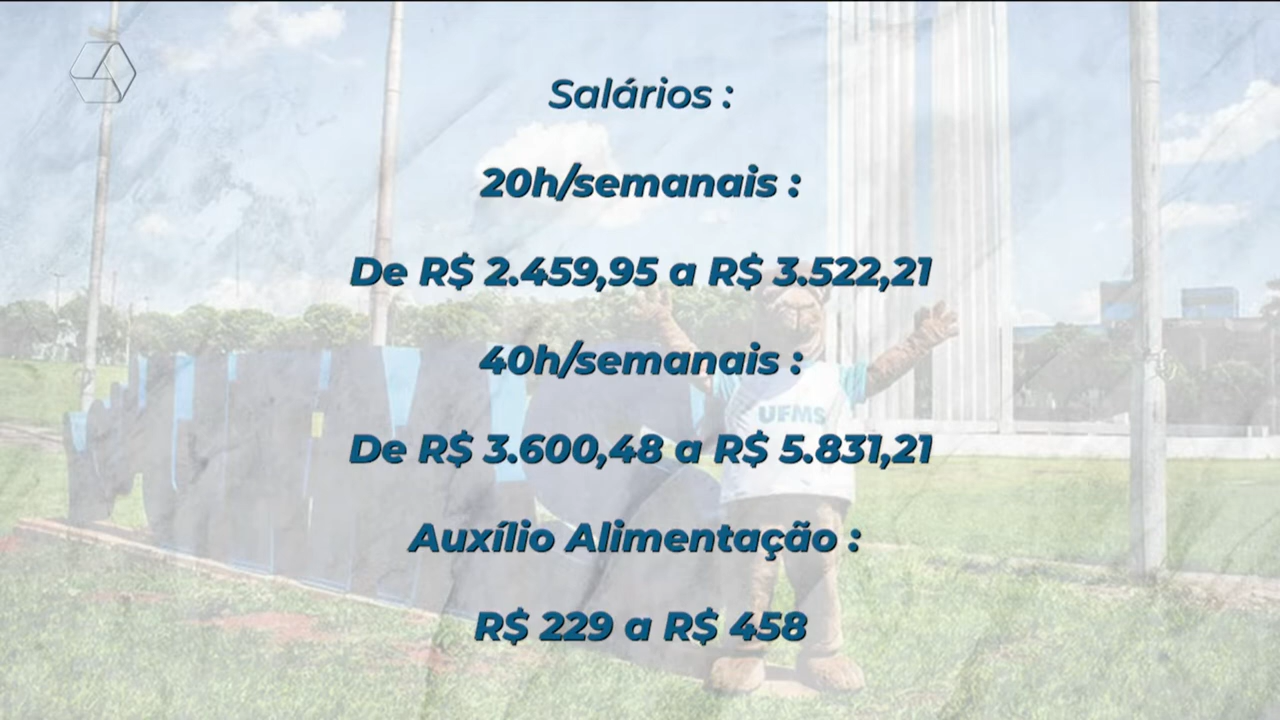 Salários :
20h/semanais :
De R$ 2.459,95 a R$ 3.522,21
40h/semanais :
De R$ 3.600,48 a R$ 5.831,21
Auxílio Alimentação :
R$ 229 a R$ 458
UFMS